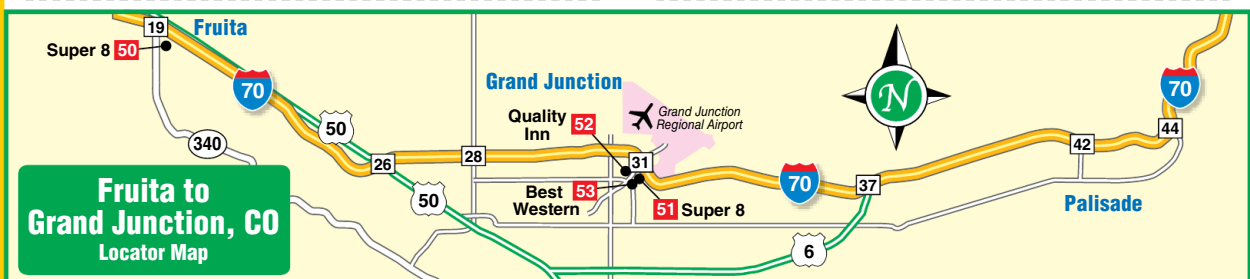 19
Fruita
Super 8 50
70
Grand Junction
70
Quality
Inn
52
Grand Junction
Regional Airport
N
50
340
26
28
31
44
42
Fruita to
Grand Junction, CO
Locator Map
50
Best
Western
53
51 Super 8
70
37
Palisade
6